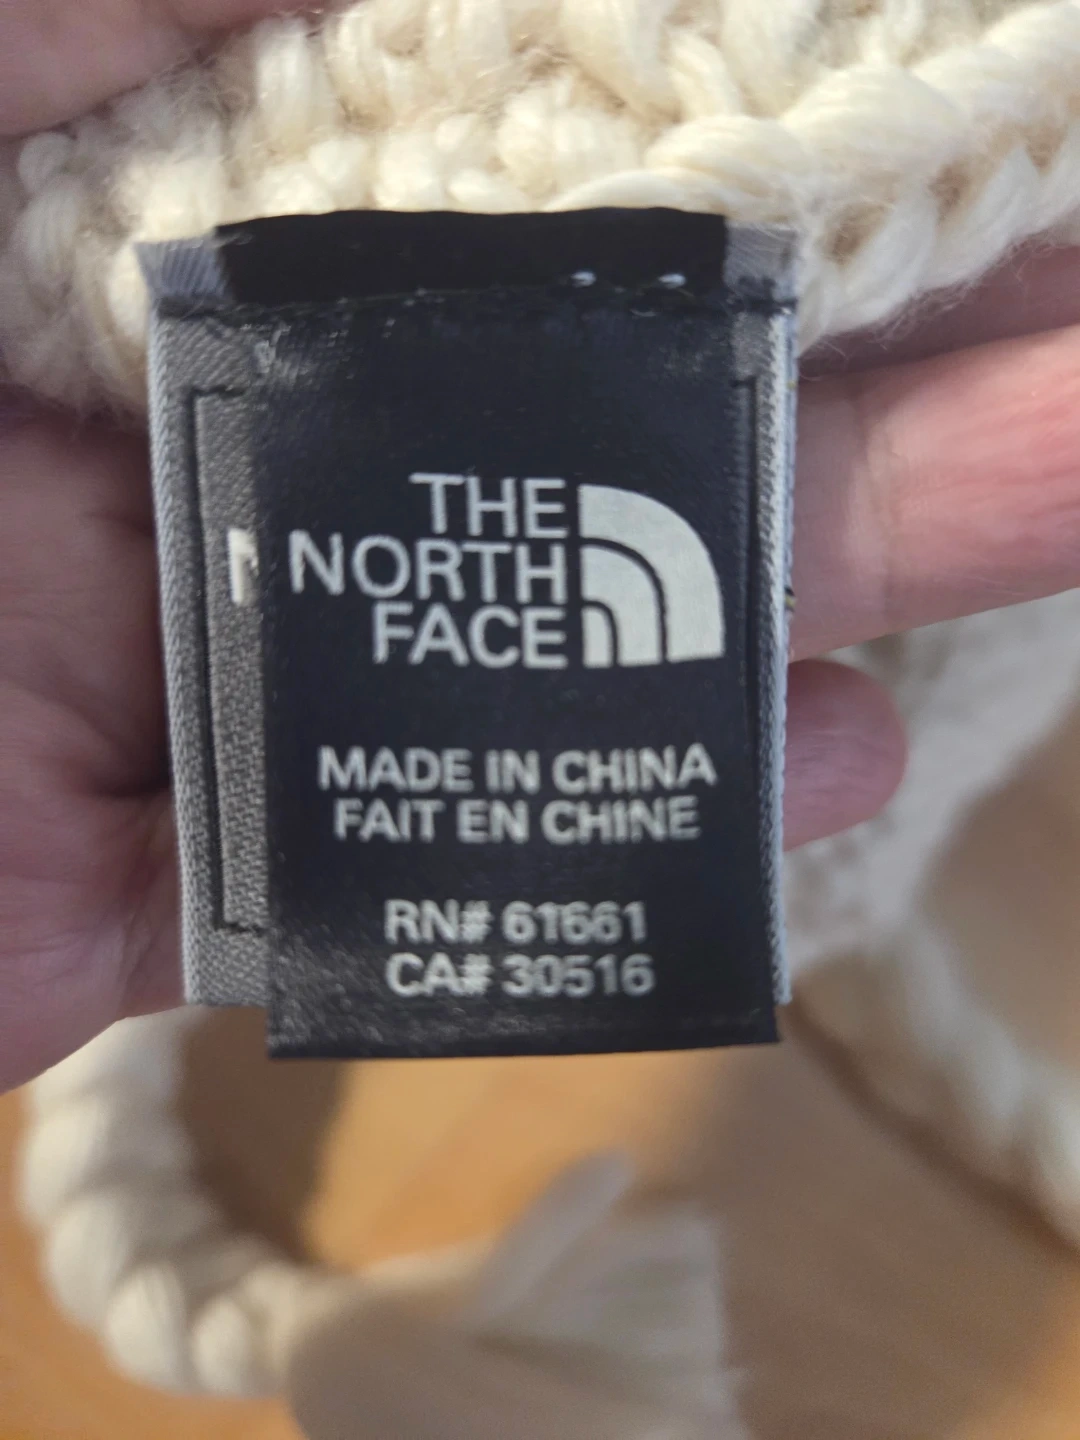 THE
NORTH
FACE
MADE IN CHINA
FAIT EN CHINE
RN# 61661
CA# 30516